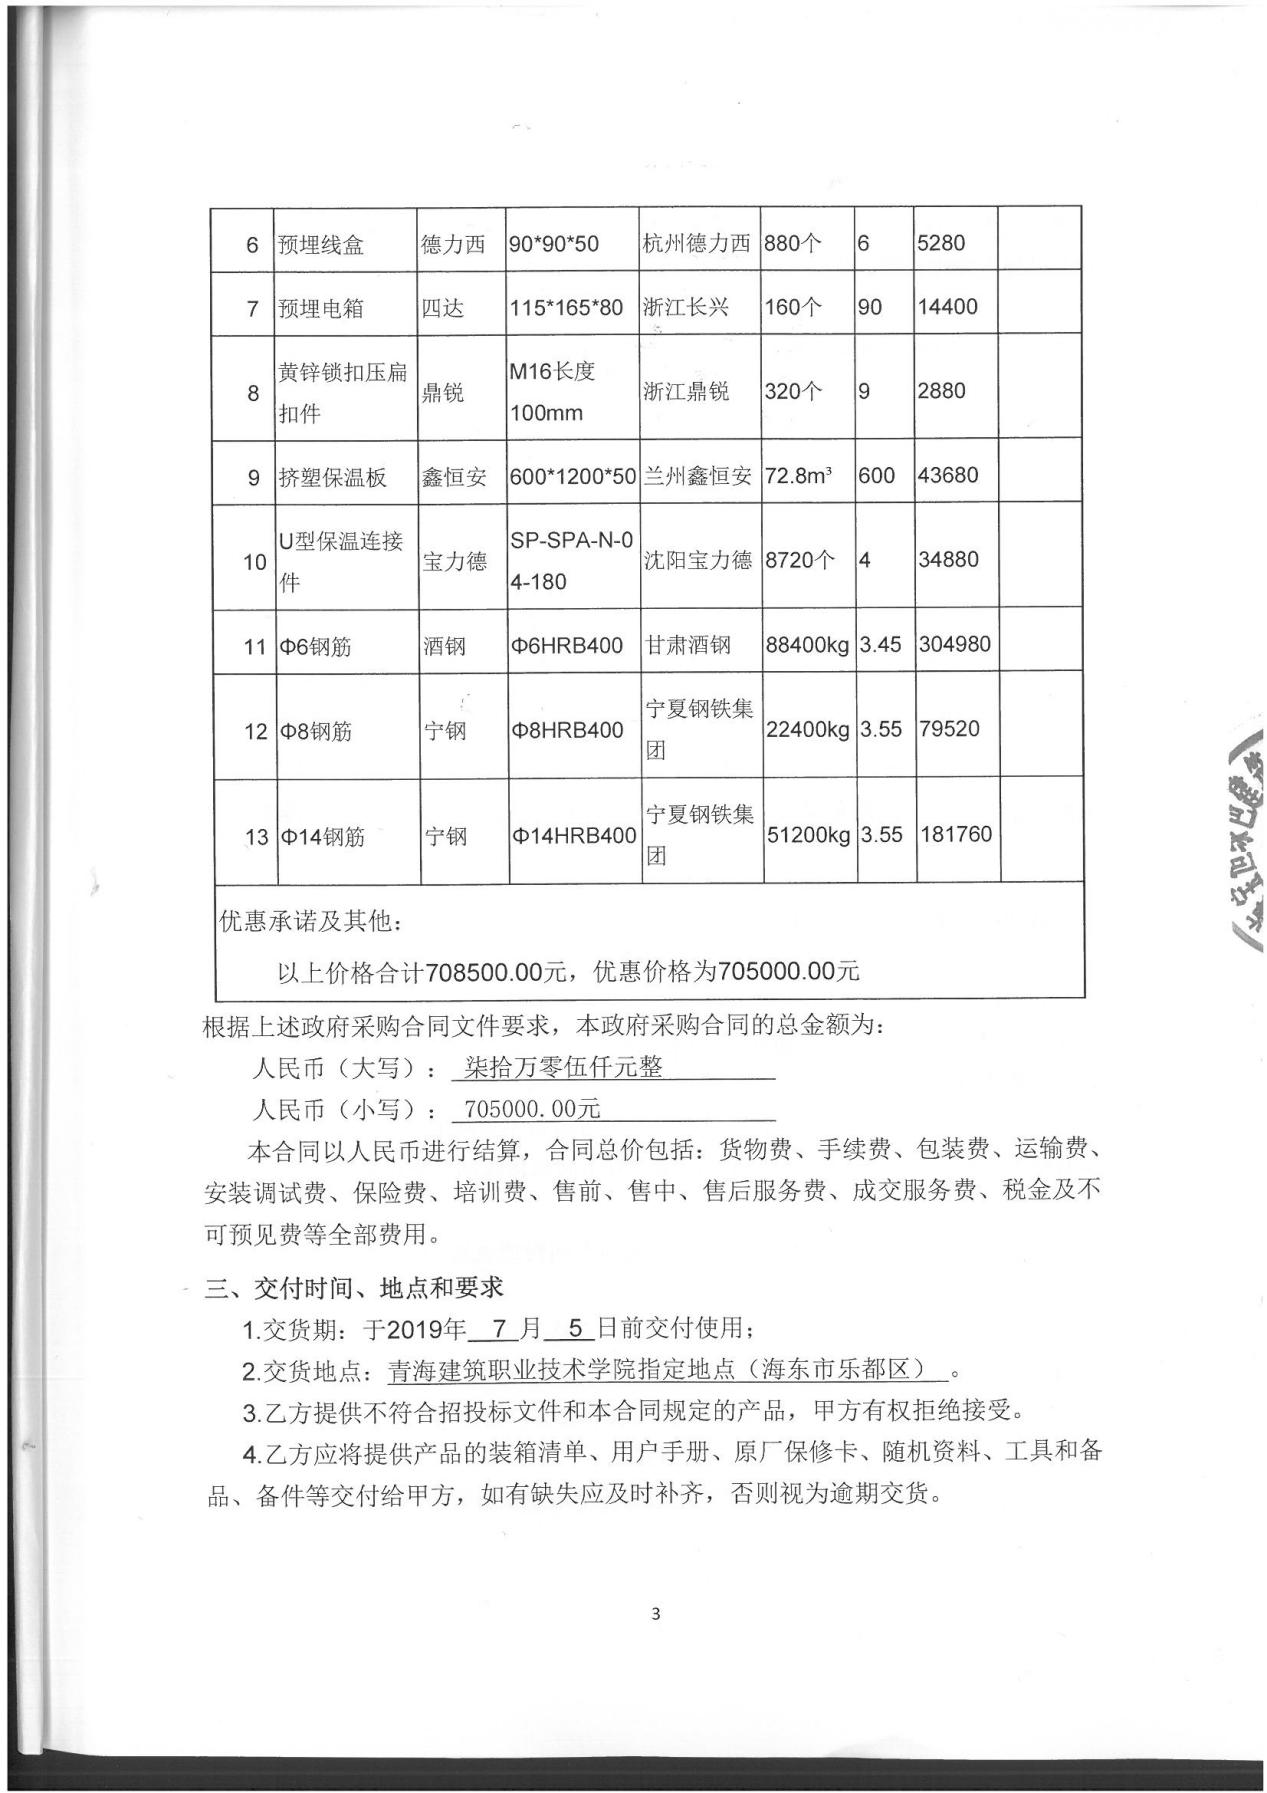 6 预埋线盒 德力西 90*90*50 杭州德力西 880个 6 5280
7 预埋电箱 四达 115*165*80 浙江长兴 160个 90 14400
8 黄锌锁扣压扁扣件 鼎锐 M16长度100mm 浙江鼎锐 320个 9 2880
9 挤塑保温板 鑫恒安 600*1200*50 兰州鑫恒安 72.8m³ 600 43680
10 U型保温连接件 宝力德 SP-SPA-N-04-180 沈阳宝力德 8720个 4 34880
11 Φ6钢筋 酒钢 Φ6HRB400 甘肃酒钢 88400kg 3.45 304980
12 Φ8钢筋 宁钢 Φ8HRB400 宁夏钢铁集团 22400kg 3.55 79520
13 Φ14钢筋 宁钢 Φ14HRB400 宁夏钢铁集团 51200kg 3.55 181760
优惠承诺及其他：
以上价格合计708500.00元，优惠价格为705000.00元
根据上述政府采购合同文件要求，本政府采购合同的总金额为：
人民币（大写）： 柒拾万零伍仟元整
人民币（小写）： 705000.00元
本合同以人民币进行结算，合同总价包括：货物费、手续费、包装费、运输费、
安装调试费、保险费、培训费、售前、售中、售后服务费、成交服务费、税金及不
可预见费等全部费用。
三、交付时间、地点和要求
1.交货期：于2019年 7 月 5 日前交付使用；
2.交货地点：青海建筑职业技术学院指定地点（海东市乐都区）。
3.乙方提供不符合招投标文件和本合同规定的产品，甲方有权拒绝接受。
4.乙方应将提供产品的装箱清单、用户手册、原厂保修卡、随机资料、工具和备
品、备件等交付给甲方，如有缺失应及时补齐，否则视为逾期交货。
3